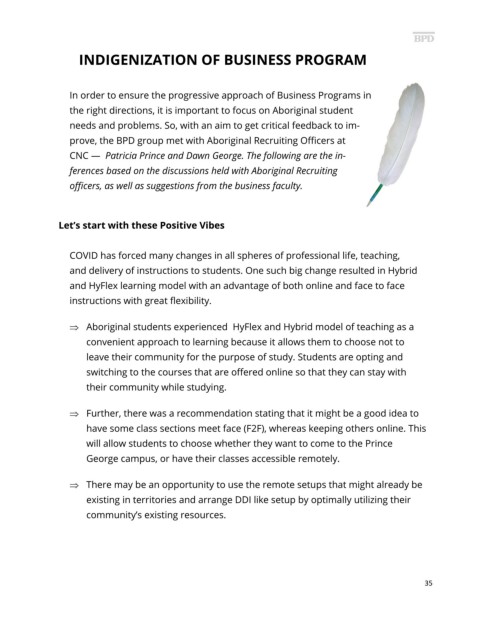 BPD
INDIGENIZATION OF BUSINESS PROGRAM
In order to ensure the progressive approach of Business Programs in
the right directions, it is important to focus on Aboriginal student
needs and problems. So, with an aim to get critical feedback to im-
prove, the BPD group met with Aboriginal Recruiting Officers at
CNC — Patricia Prince and Dawn George. The following are the in-
ferences based on the discussions held with Aboriginal Recruiting
officers, as well as suggestions from the business faculty.
Let’s start with these Positive Vibes
COVID has forced many changes in all spheres of professional life, teaching,
and delivery of instructions to students. One such big change resulted in Hybrid
and HyFlex learning model with an advantage of both online and face to face
instructions with great flexibility.
⇒ Aboriginal students experienced HyFlex and Hybrid model of teaching as a
convenient approach to learning because it allows them to choose not to
leave their community for the purpose of study. Students are opting and
switching to the courses that are offered online so that they can stay with
their community while studying.
⇒ Further, there was a recommendation stating that it might be a good idea to
have some class sections meet face (F2F), whereas keeping others online. This
will allow students to choose whether they want to come to the Prince
George campus, or have their classes accessible remotely.
⇒ There may be an opportunity to use the remote setups that might already be
existing in territories and arrange DDI like setup by optimally utilizing their
community’s existing resources.
35